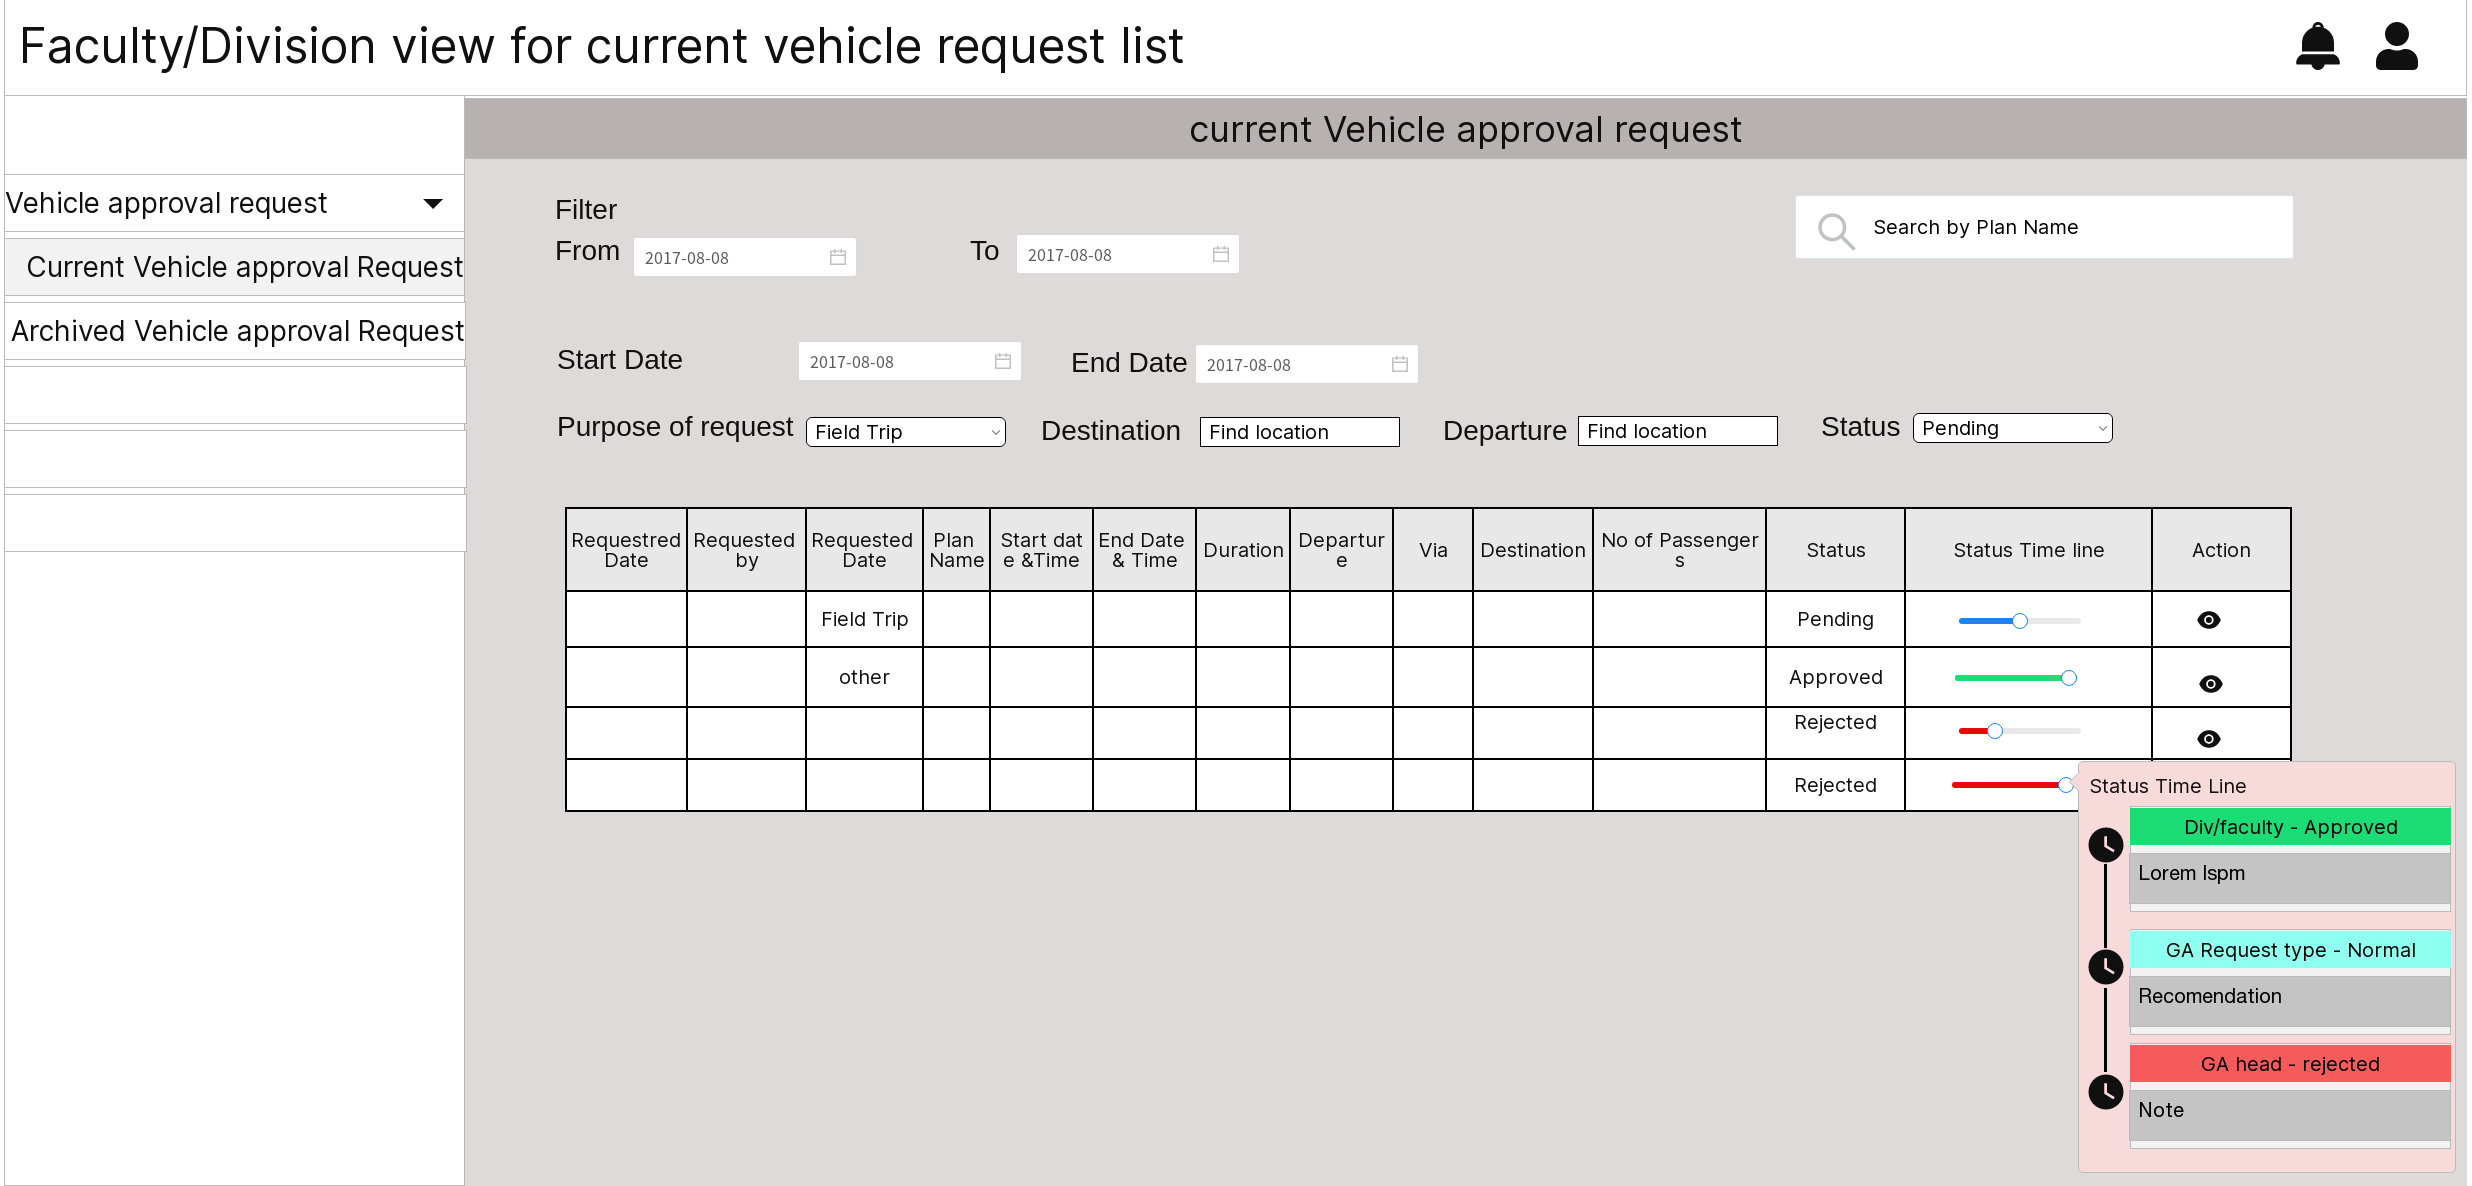 Faculty/Division view for current vehicle request list
current Vehicle approval request
Vehicle approval request
Current Vehicle approval Request
Archived Vehicle approval Request
Filter
From 2017-08-08 To 2017-08-08
Search by Plan Name
Start Date 2017-08-08 End Date 2017-08-08
Purpose of request Field Trip Destination Find location Departure Find location Status Pending
Requestred
Date
Requested
by
Requested
Date
Plan
Name
Start dat
e &Time
End Date
& Time
Duration
Departur
e
Via
Destination
No of Passenger
s
Status
Status Time line
Action
Field Trip Pending
other Approved
Rejected
Rejected
Status Time Line
Div/faculty - Approved
Lorem Ispm
GA Request type - Normal
Recomendation
GA head - rejected
Note